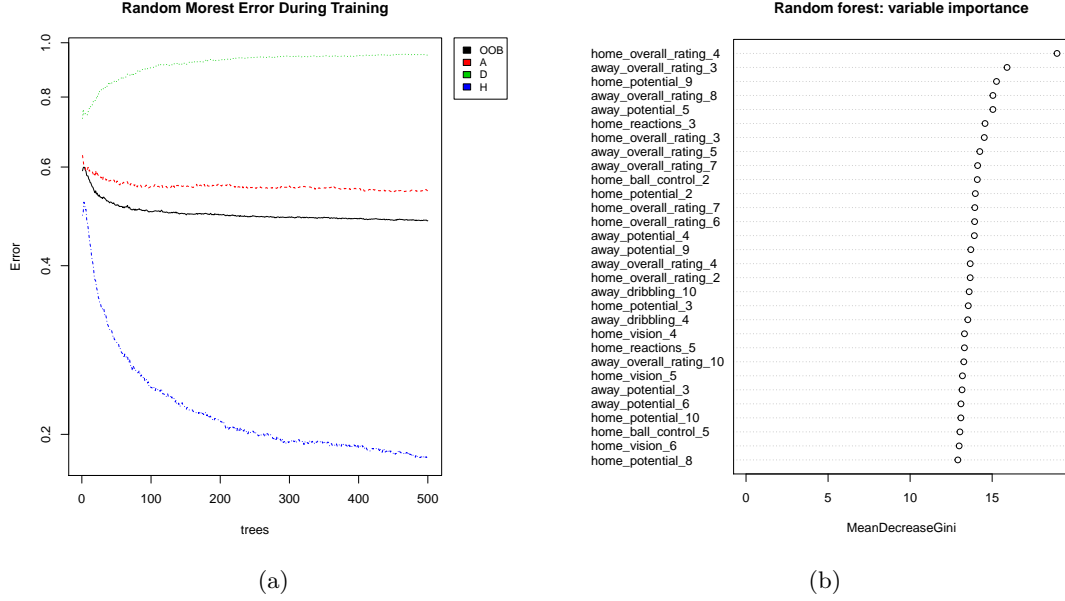 Random Morest Error During Training
1.0
0.8
0.6
0.4
0.2
Error
0
100
200
300
400
500
trees
OOB
A
D
H
(a)
Random forest: variable importance
home_overall_rating_4
away_overall_rating_3
home_potential_9
away_overall_rating_8
away_potential_5
home_reactions_3
home_overall_rating_3
away_overall_rating_5
away_overall_rating_7
home_ball_control_2
home_potential_2
home_overall_rating_7
home_overall_rating_6
away_potential_4
away_potential_9
away_overall_rating_4
home_overall_rating_2
away_dribbling_10
home_potential_3
away_dribbling_4
home_vision_4
home_reactions_5
away_overall_rating_10
home_vision_5
away_potential_3
away_potential_6
home_potential_10
home_ball_control_5
home_vision_6
home_potential_8
0
5
10
15
MeanDecreaseGini
(b)